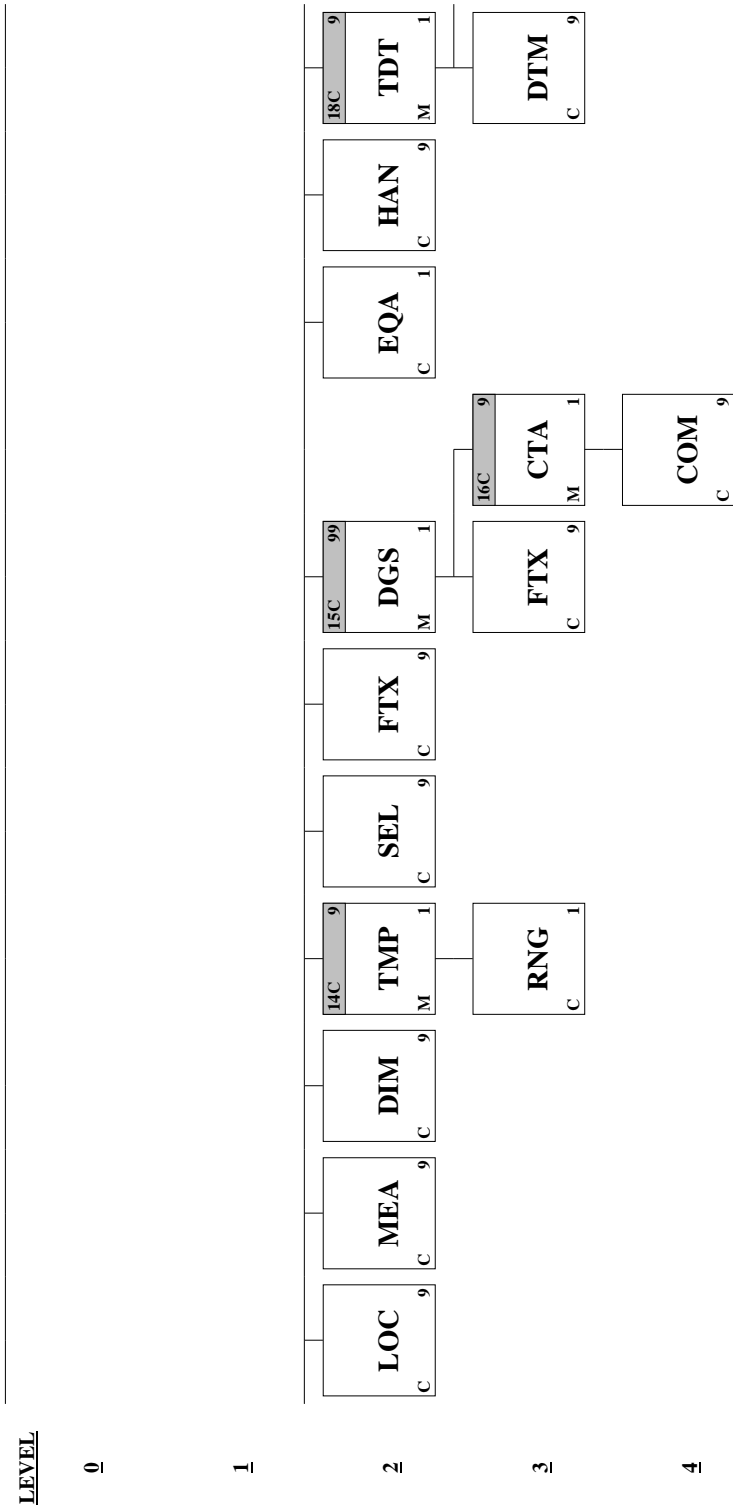 LEVEL
0
1
2
3
4
LOC
C 9
MEA
C 9
DIM
C 9
14C 9
TMP
M 1
RNG
C 1
SEL
C 9
FTX
C 9
15C 99
DGS
M 1
FTX
C 9
16C 9
CTA
M 1
COM
C 9
EQA
C 1
HAN
C 9
18C 9
TDT
M 1
DTM
C 9